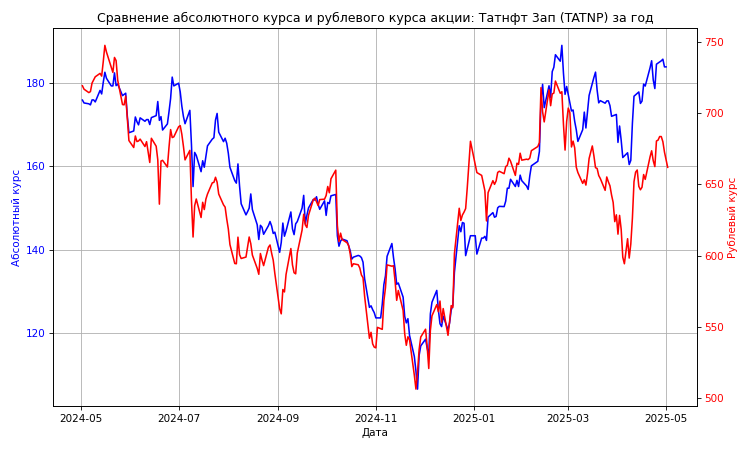 Сравнение абсолютного курса и рублевого курса акции: Татнфт 3ап (TATNP) за год
750
700
650
600
550
500
180
160
140
120
Абсолютный курс
Рублевый курс
2024-05 2024-07 2024-09 2024-11 2025-01 2025-03 2025-05
Дата